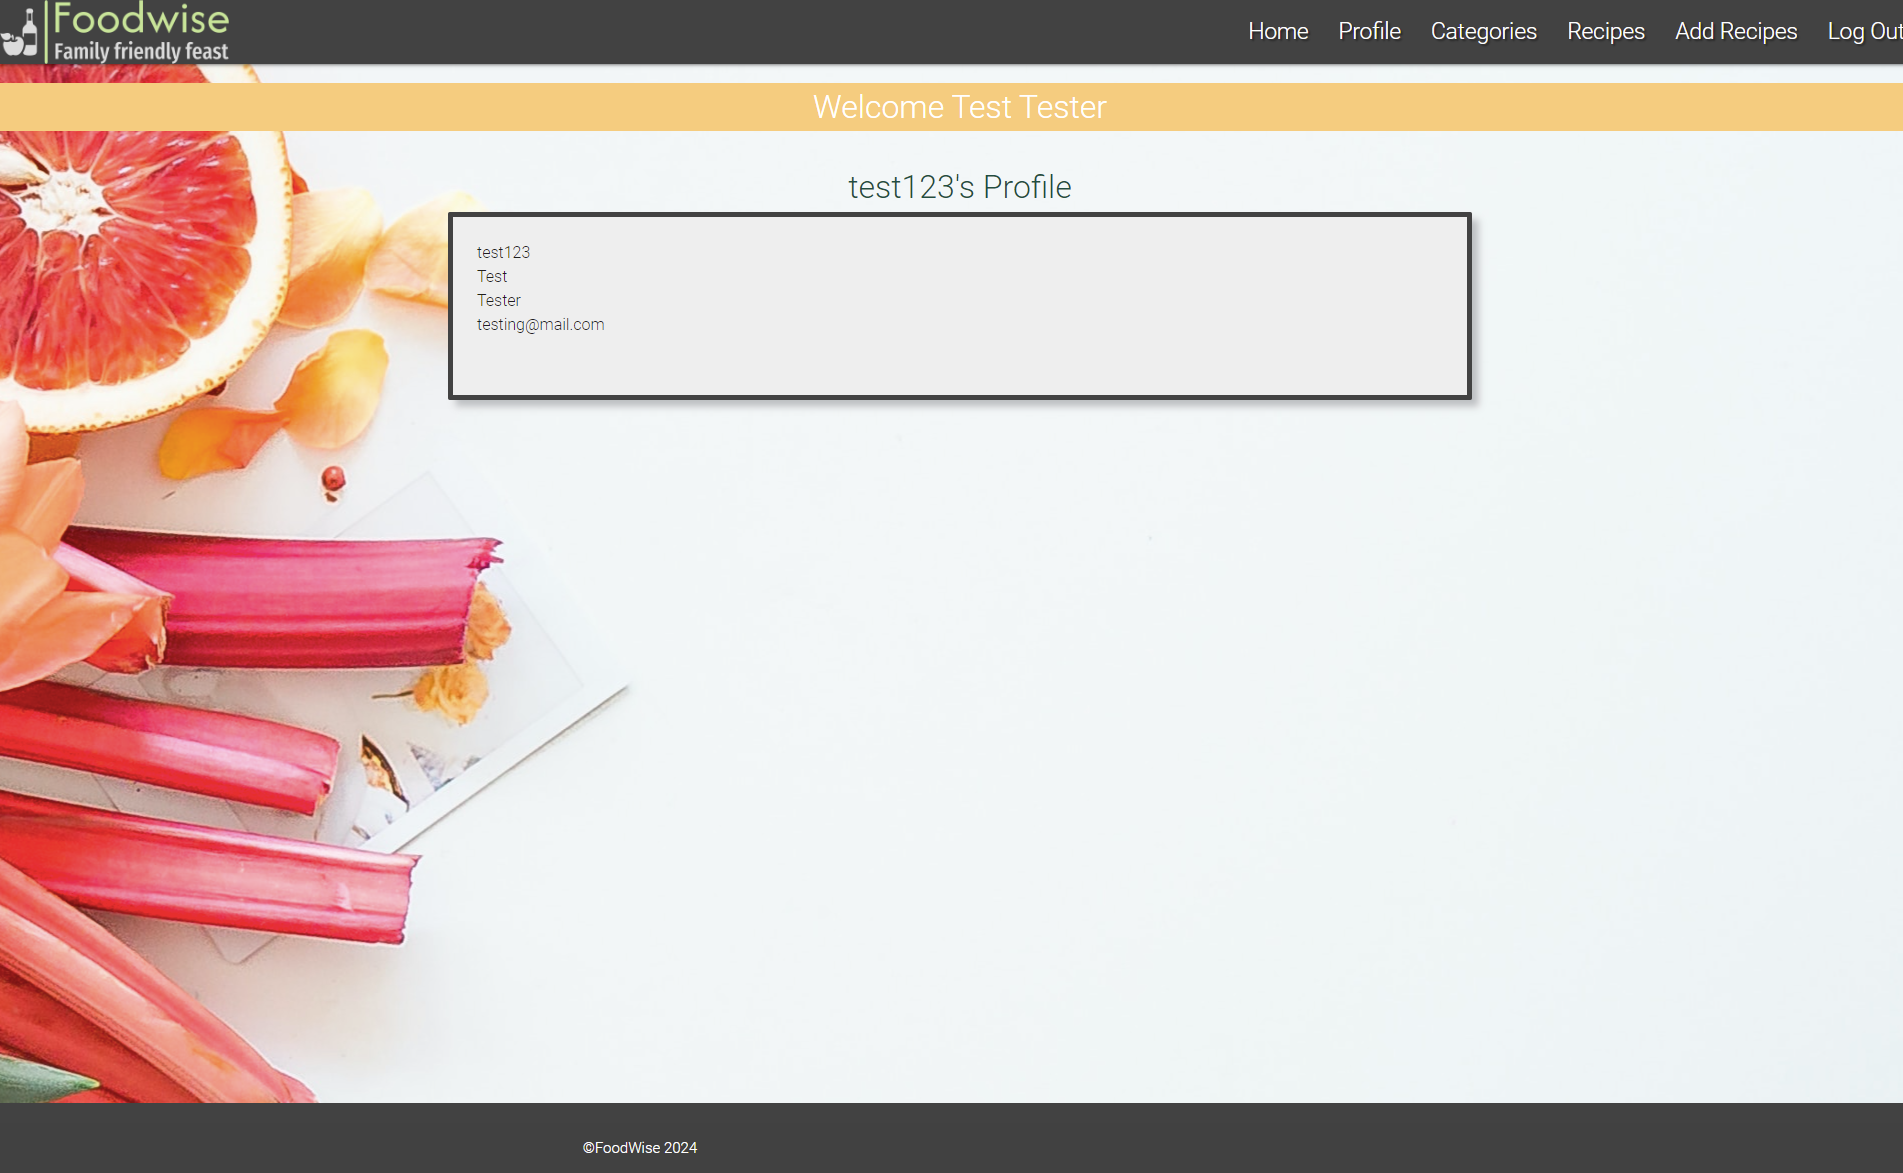 Foodwise
Family friendly feast
Home Profile Categories Recipes Add Recipes Log Out
Welcome Test Tester
test123's Profile
test123
Test
Tester
testing@mail.com
©FoodWise 2024